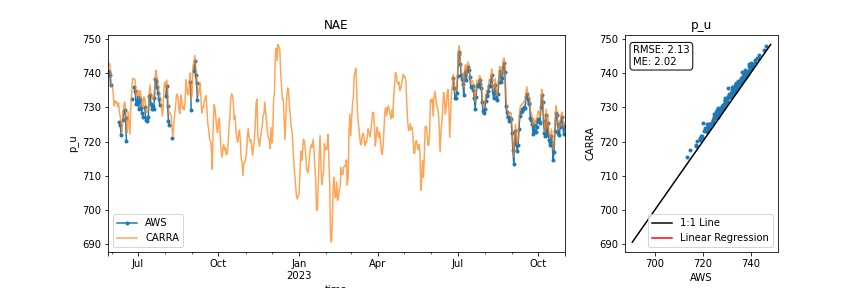 NAE
p_u
750
740
730
720
710
700
690
p_u
AWS
CARRA
Jul
Oct
Jan
2023
Apr
Jul
Oct
time
750
740
730
720
710
700
690
CARRA
RMSE: 2.13
ME: 2.02
1:1 Line
Linear Regression
700
720
740
AWS